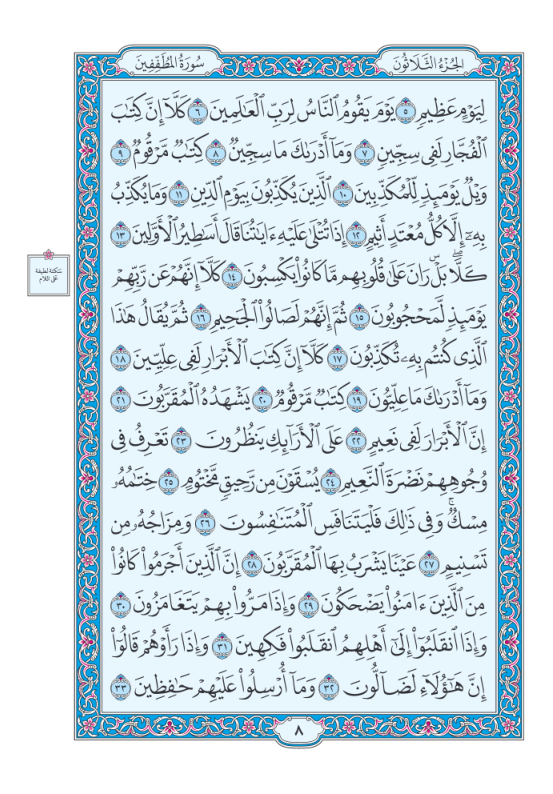 الجُزْءُ الثَّلَاثُونَ
سُورَةُ المُطَفِّفِينَ
لِيَوۡمٍ عَظِيمٖ ٥ يَوۡمَ يَقُومُ ٱلنَّاسُ لِرَبِّ ٱلۡعَٰلَمِينَ ٦ كَلَّآ إِنَّ كِتَٰبَ
ٱلۡفُجَّارِ لَفِي سِجِّينٖ ٧ وَمَآ أَدۡرَىٰكَ مَا سِجِّينٞ ٨ كِتَٰبٞ مَّرۡقُومٞ ٩
وَيۡلٞ يَوۡمَئِذٖ لِّلۡمُكَذِّبِينَ ١٠ ٱلَّذِينَ يُكَذِّبُونَ بِيَوۡمِ ٱلدِّينِ ١١ وَمَا يُكَذِّبُ
بِهِۦٓ إِلَّا كُلُّ مُعۡتَدٍ أَثِيمٍ ١٢ إِذَا تُتۡلَىٰ عَلَيۡهِ ءَايَٰتُنَا قَالَ أَسَٰطِيرُ ٱلۡأَوَّلِينَ ١٣
كـَلَّاۖ بَلۡۜ رَانَ عَلَىٰ قُلُوبِهِم مَّا كَانُواْ يَكۡسِبُونَ ١٤ كَلَّآ إِنَّهُمۡ عَن رَّبِّهِمۡ
يَوۡمَئِذٖ لَّمَحۡجُوبُونَ ١٥ ثُمَّ إِنَّهُمۡ لَصَالُواْ ٱلۡجَحِيمِ ١٦ ثُمَّ يُقَالُ هَٰذَا
ٱلَّذِي كُنتُم بِهِۦ تُكَذِّبُونَ ١٧ كَلَّآ إِنَّ كِتَٰبَ ٱلۡأَبۡرَارِ لَفِي عِلِّيِّينَ ١٨
وَمَآ أَدۡرَىٰكَ مَا عِلِّيُّونَ ١٩ كِتَٰبٞ مَّرۡقُومٞ ٢٠ يَشۡهَدُهُ ٱلۡمُقَرَّبُونَ ٢١
إِنَّ ٱلۡأَبۡرَارَ لَفِي نَعِيمٍ ٢٢ عَلَى ٱلۡأَرَآئِكِ يَنظُرُونَ ٢٣ تَعۡرِفُ فِي
وُجُوهِهِمۡ نَضۡرَةَ ٱلنَّعِيمِ ٢٤ يُسۡقَوۡنَ مِن رَّحِيقٖ مَّخۡتُومٍ ٢٥ خِتَٰمُهُۥ
مِسۡكٞۚ وَفِي ذَٰلِكَ فَلۡيَتَنَافَسِ ٱلۡمُتَنَٰفِسُونَ ٢٦ وَمِزَاجُهُۥ مِن
تَسۡنِيمٍ ٢٧ عَيۡنٗا يَشۡرَبُ بِهَا ٱلۡمُقَرَّبُونَ ٢٨ إِنَّ ٱلَّذِينَ أَجۡرَمُواْ كَانُواْ
مِنَ ٱلَّذِينَ ءَامَنُواْ يَضۡحَكُونَ ٢٩ وَإِذَا مَرُّواْ بِهِمۡ يَتَغَامَزُونَ ٣٠
وَإِذَا ٱنقَلَبُوٓاْ إِلَىٰٓ أَهۡلِهِمُ ٱنقَلَبُواْ فَكِهِينَ ٣١ وَإِذَا رَأَوۡهُمۡ قَالُوٓاْ
إِنَّ هَٰٓؤُلَآءِ لَضَآلُّونَ ٣٢ وَمَآ أُرۡسِلُواْ عَلَيۡهِمۡ حَٰفِظِينَ ٣٣
سكتة لطيفة
على اللام
٨